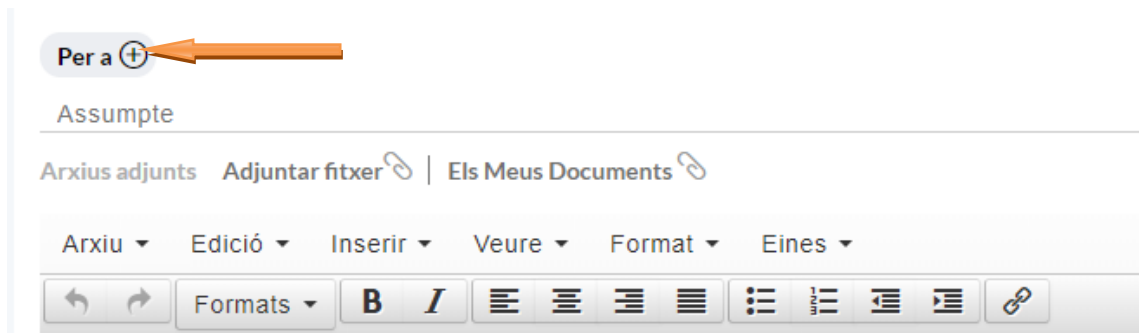 Per a
Assumpte
Arxius adjunts Adjuntar fitxer | Els Meus Documents
Arxiu Edició Inserir Veure Format Eines
Formats B I